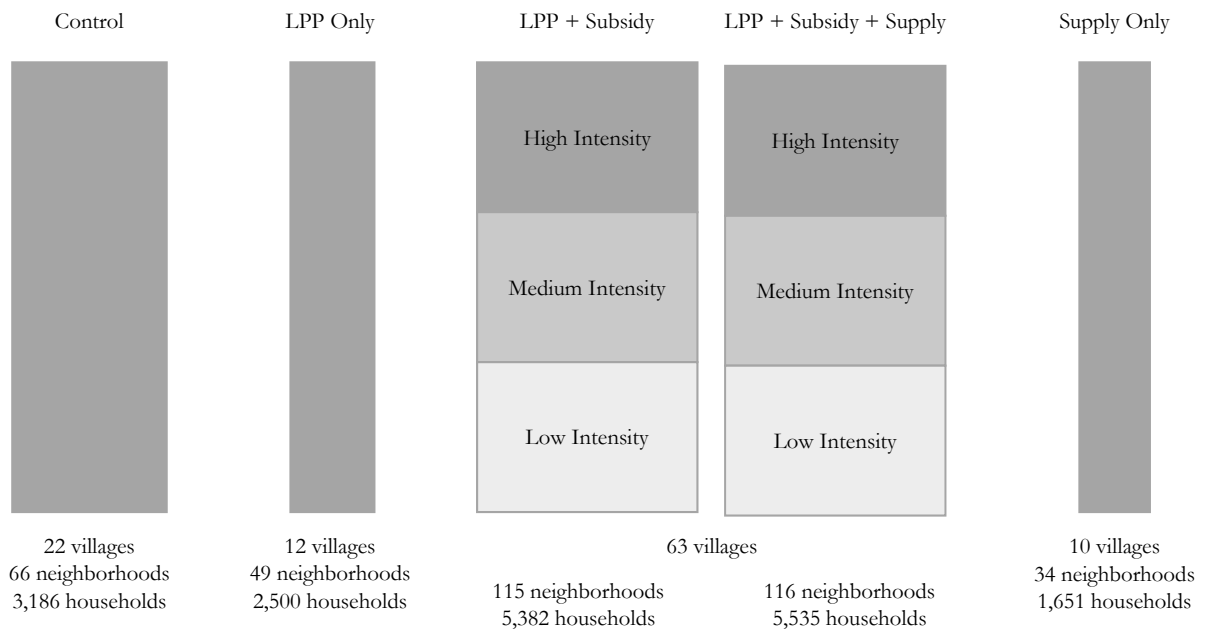 Control
LPP Only
LPP + Subsidy
LPP + Subsidy + Supply
Supply Only
High Intensity
High Intensity
Medium Intensity
Medium Intensity
Low Intensity
Low Intensity
22 villages
66 neighborhoods
3,186 households
12 villages
49 neighborhoods
2,500 households
63 villages
115 neighborhoods
5,382 households
116 neighborhoods
5,535 households
10 villages
34 neighborhoods
1,651 households